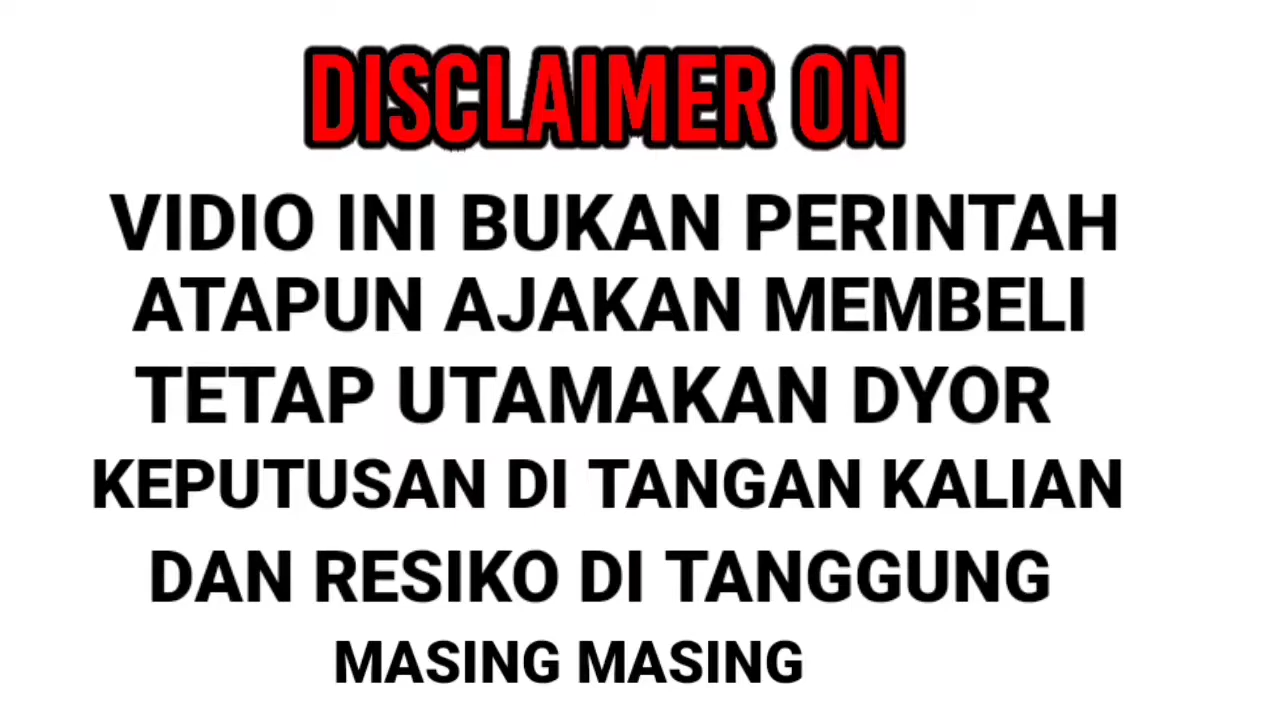 DISCLAIMER ON
VIDIO INI BUKAN PERINTAH
ATAPUN AJAKAN MEMBELI
TETAP UTAMAKAN DYOR
KEPUTUSAN DI TANGAN KALIAN
DAN RESIKO DI TANGGUNG
MASING MASING